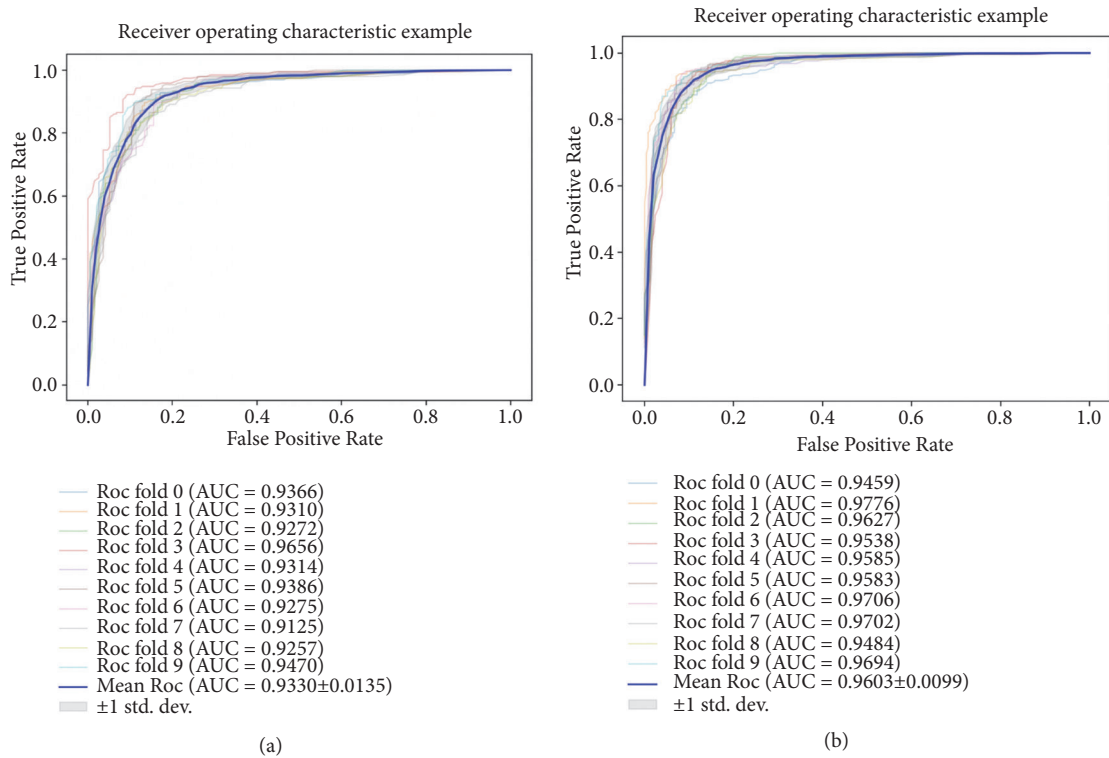 Receiver operating characteristic example
1.0
0.8
0.6
0.4
0.2
0.0
True Positive Rate
0.0 0.2 0.4 0.6 0.8 1.0
False Positive Rate
Roc fold 0 (AUC = 0.9366)
Roc fold 1 (AUC = 0.9310)
Roc fold 2 (AUC = 0.9272)
Roc fold 3 (AUC = 0.9656)
Roc fold 4 (AUC = 0.9314)
Roc fold 5 (AUC = 0.9386)
Roc fold 6 (AUC = 0.9275)
Roc fold 7 (AUC = 0.9125)
Roc fold 8 (AUC = 0.9257)
Roc fold 9 (AUC = 0.9470)
Mean Roc (AUC = 0.9330±0.0135)
±1 std. dev.
(a)
Receiver operating characteristic example
1.0
0.8
0.6
0.4
0.2
0.0
True Positive Rate
0.0 0.2 0.4 0.6 0.8 1.0
False Positive Rate
Roc fold 0 (AUC = 0.9459)
Roc fold 1 (AUC = 0.9776)
Roc fold 2 (AUC = 0.9627)
Roc fold 3 (AUC = 0.9538)
Roc fold 4 (AUC = 0.9585)
Roc fold 5 (AUC = 0.9583)
Roc fold 6 (AUC = 0.9706)
Roc fold 7 (AUC = 0.9702)
Roc fold 8 (AUC = 0.9484)
Roc fold 9 (AUC = 0.9694)
Mean Roc (AUC = 0.9603±0.0099)
±1 std. dev.
(b)